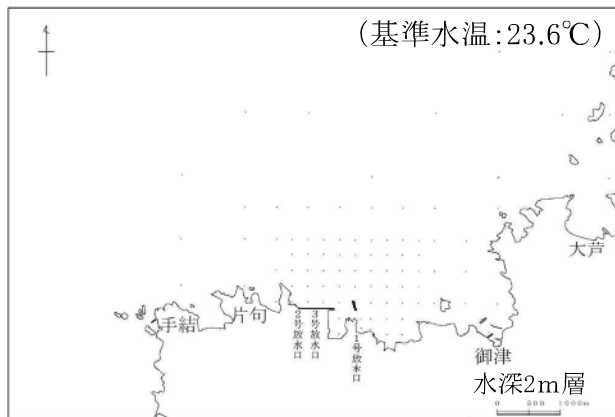 (基準水温:23.6℃)
大芦
手結
片句
2号放水口
3号放水口
1号放水口
御津
水深2m層
0 500 1000m